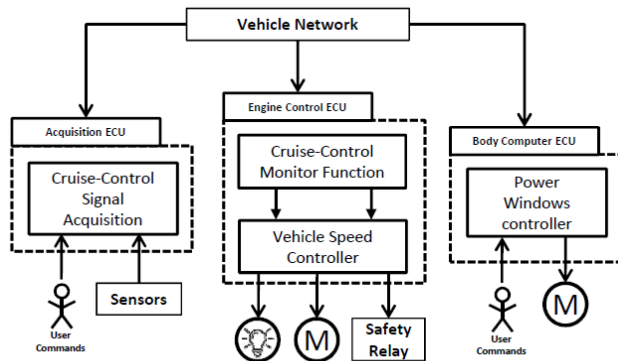 Vehicle Network
Engine Control ECU
Acquisition ECU
Body Computer ECU
Cruise-Control
Signal
Acquisition
Cruise-Control
Monitor Function
Power
Windows
controller
Vehicle Speed
Controller
Sensors
User
Commands
M
Safety
Relay
User
Commands
M